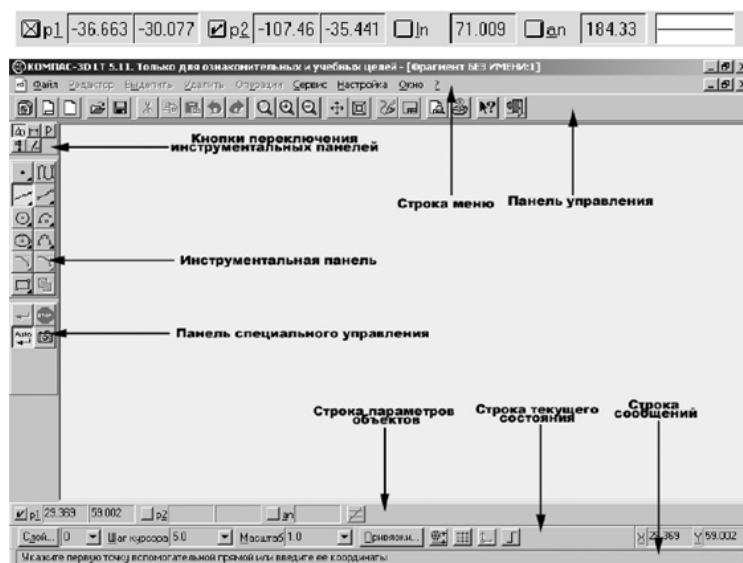 p1 -36.663 -30.077 p2 -107.46 -35.441 ln 71.009 an 184.33
КОМПАС-3D LT 5.11. Только для ознакомительных и учебных целей - [Фрагмент БЕЗ ИМЕНИ:1]
Файл Редактор Выделить Удалить Операции Сервис Настройка Окно ?
Кнопки переключения
инструментальных панелей
Строка меню
Панель управления
Инструментальная панель
Auto
Панель специального управления
Строка параметров
объектов
Строка текущего
состояния
Строка
сообщений
p1 29.369 59.002 p2 an
Слой... 0 Шаг курсора 5.0 Масштаб 1.0 Привязки... X 29.369 Y 59.002
Укажите первую точку вспомогательной прямой или введите ее координаты